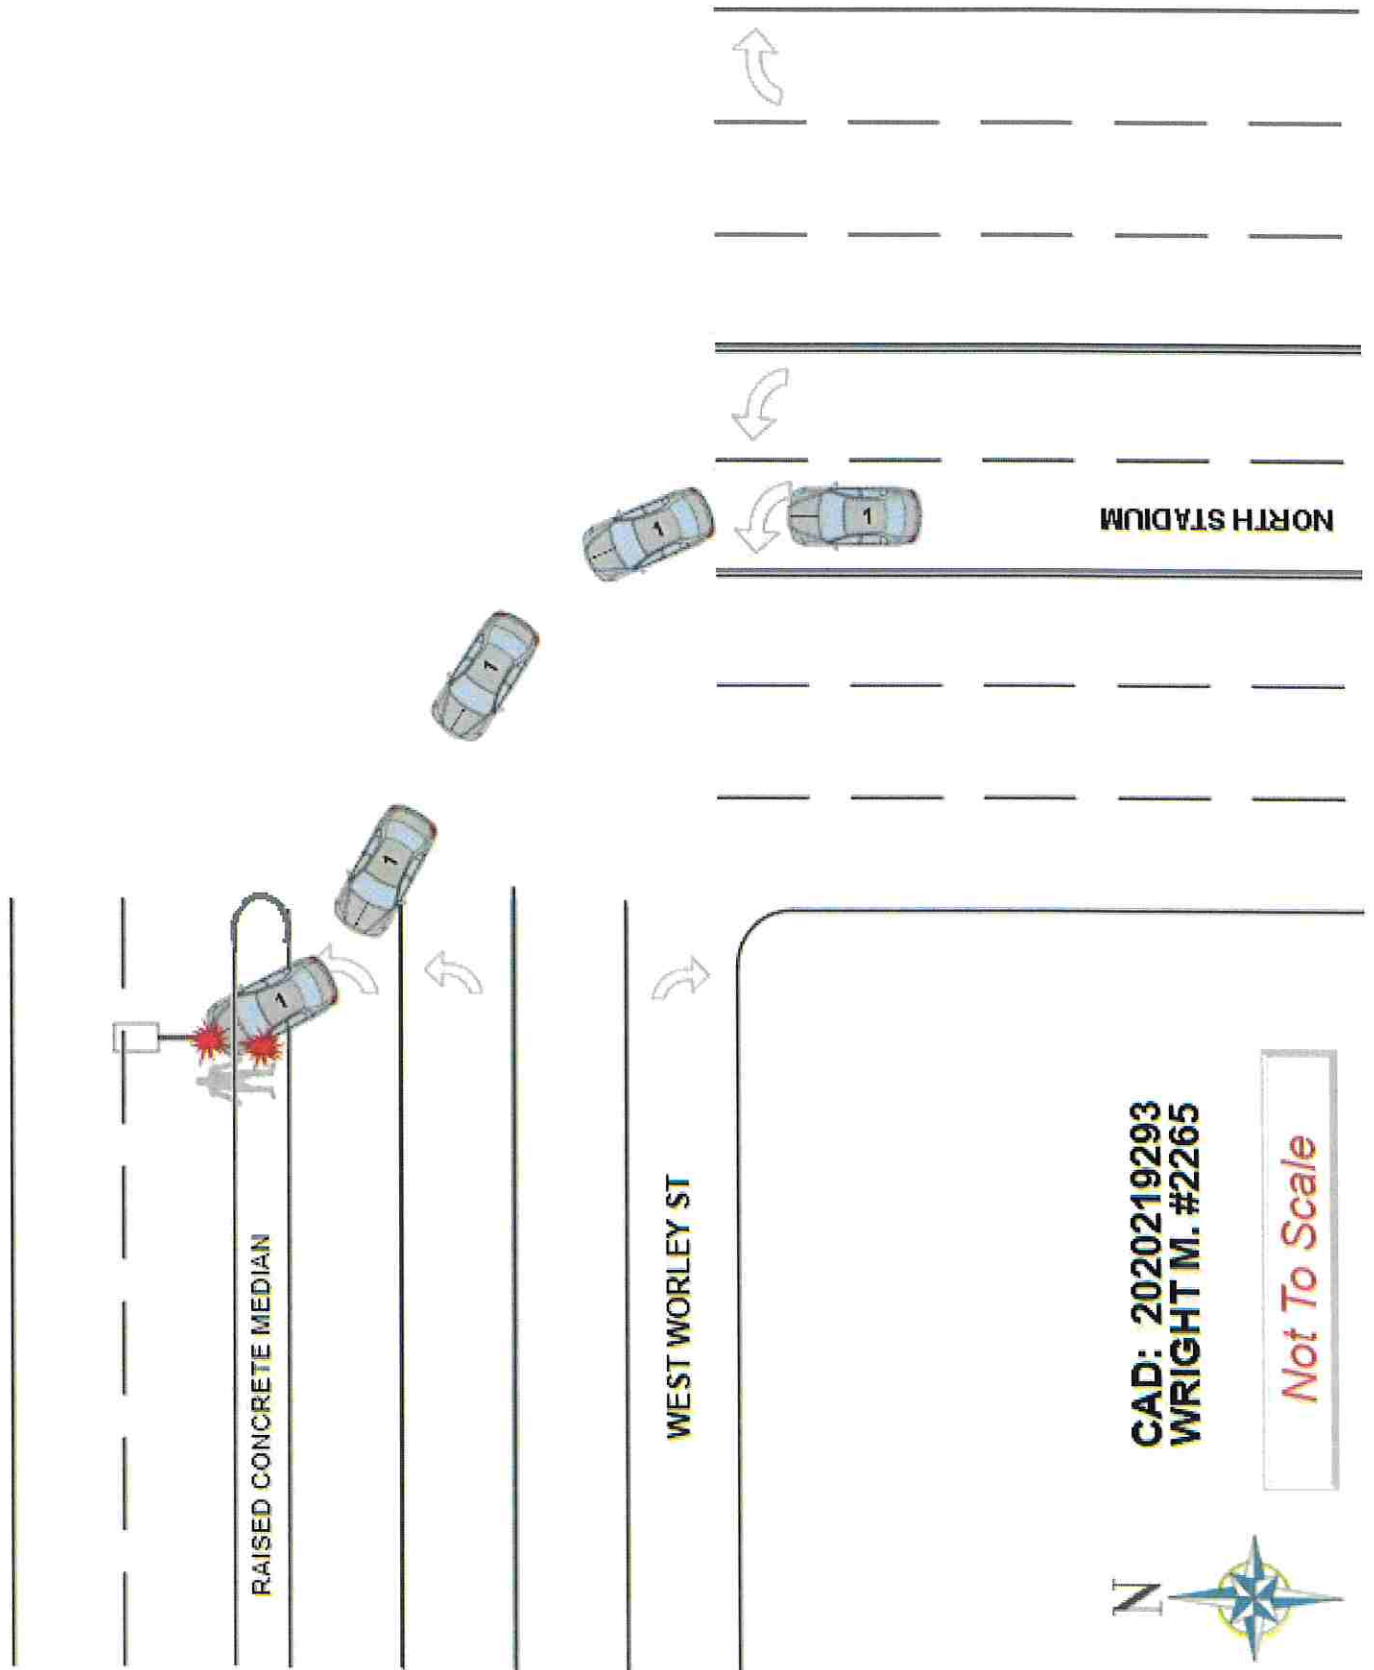 NORTH STADIUM
1
1
1
1
1
RAISED CONCRETE MEDIAN
WEST WORLEY ST
CAD: 2020219293
WRIGHT M. #2265
Not To Scale
N